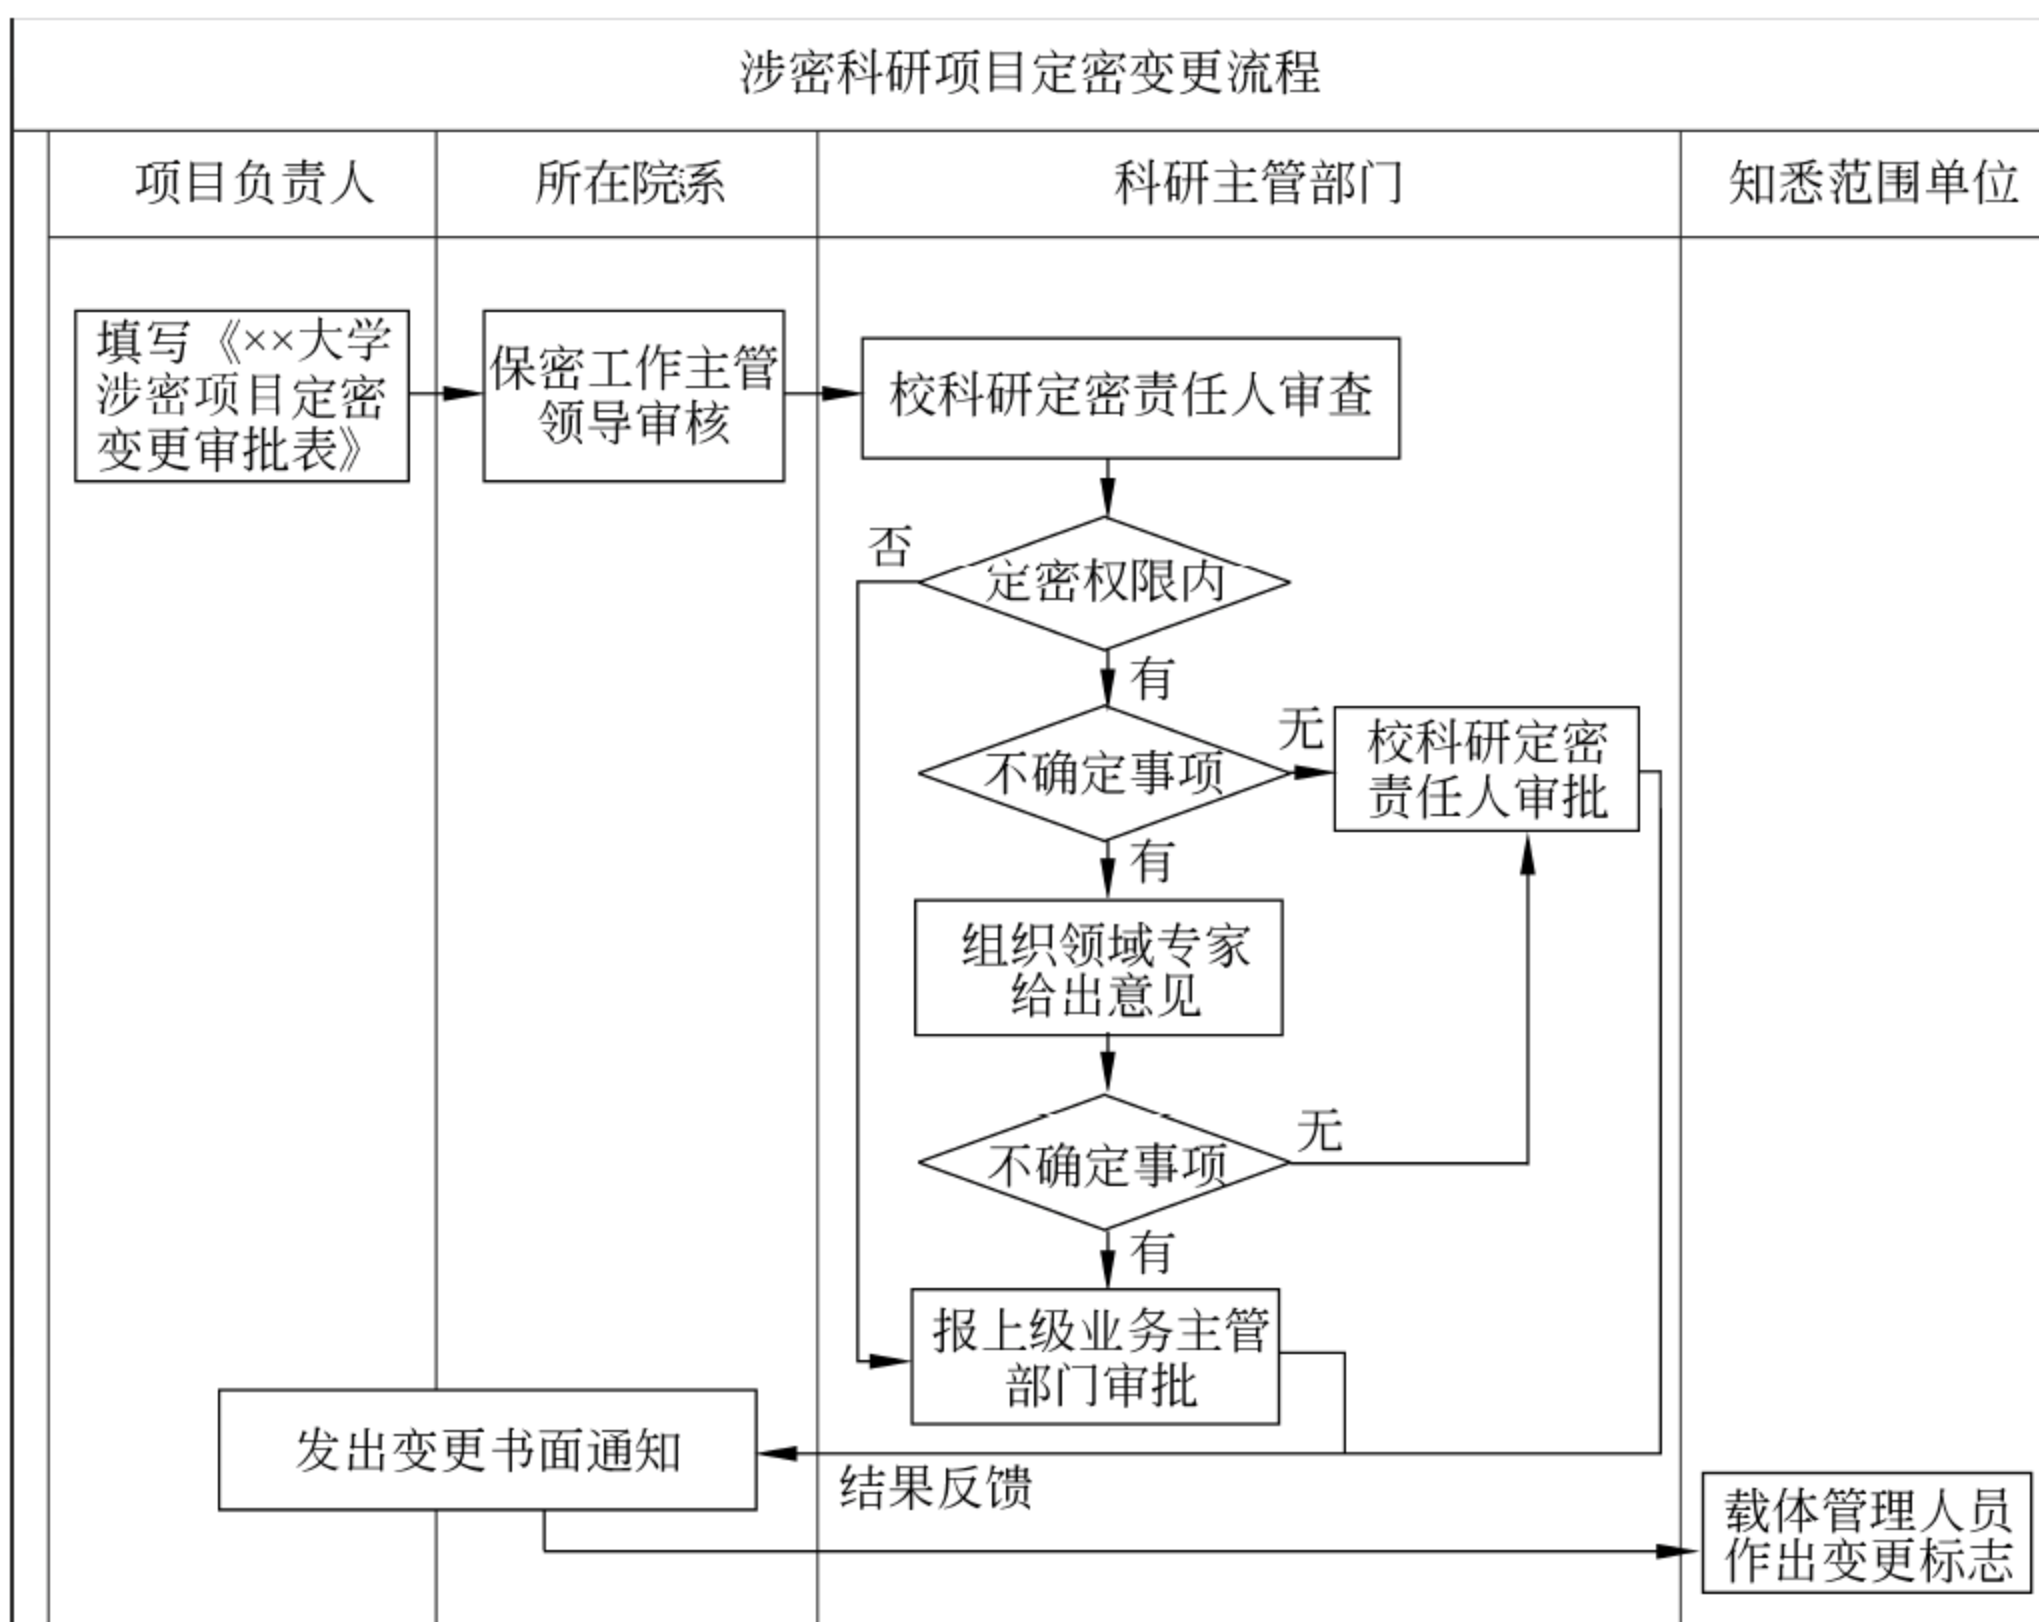 涉密科研项目定密变更流程
项目负责人
所在院系
科研主管部门
知悉范围单位
填写《××大学
涉密项目定密
变更审批表》
保密工作主管
领导审核
校科研定密责任人审查
否
定密权限内
有
不确定事项
无
校科研定密
责任人审批
有
组织领域专家
给出意见
不确定事项
无
有
报上级业务主管
部门审批
发出变更书面通知
结果反馈
载体管理人员
作出变更标志